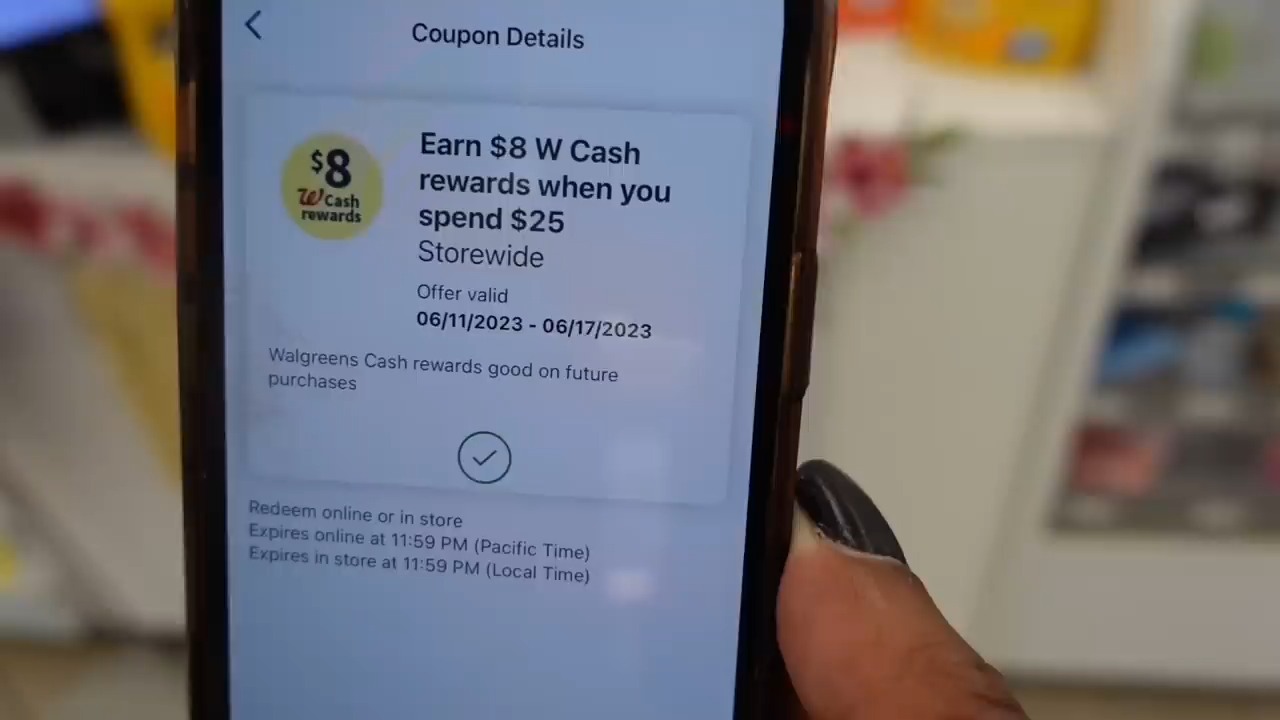 Coupon Details
$8
W Cash
rewards
Earn $8 W Cash
rewards when you
spend $25
Storewide
Offer valid
06/11/2023 - 06/17/2023
Walgreens Cash rewards good on future
purchases
Redeem online or in store
Expires online at 11:59 PM (Pacific Time)
Expires in store at 11:59 PM (Local Time)